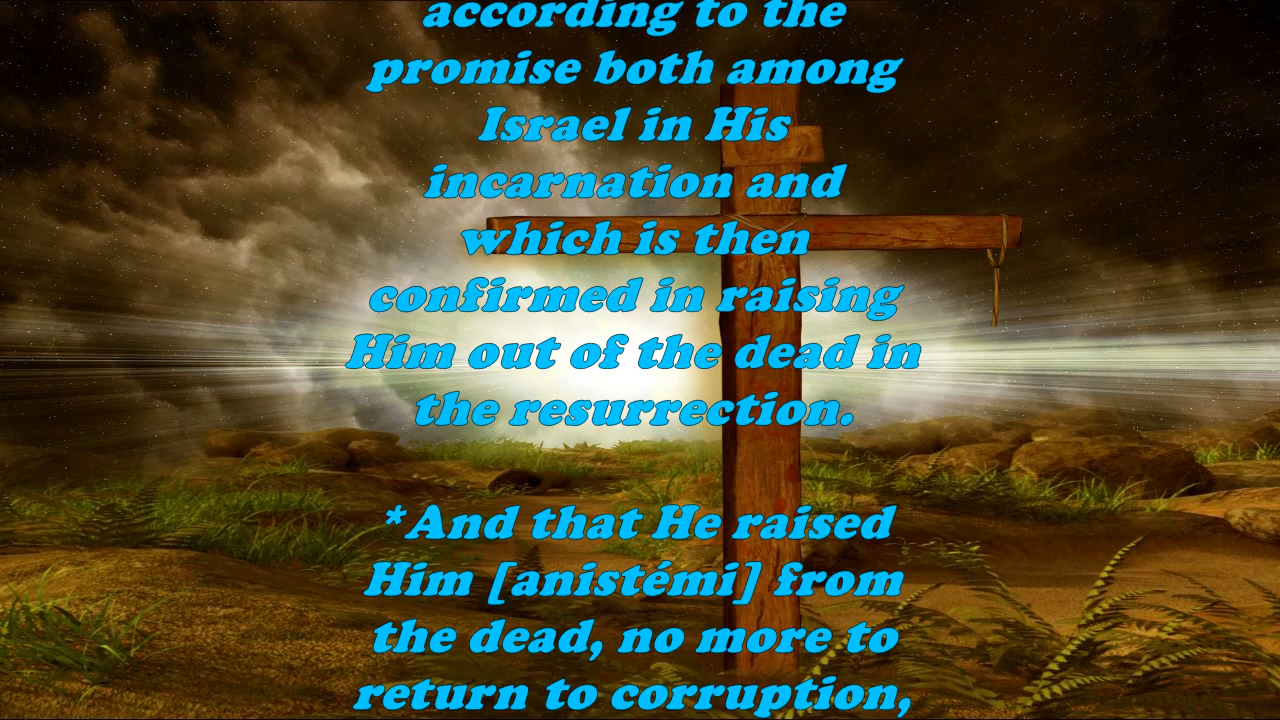 according to the
promise both among
Israel in His
incarnation and
which is then
confirmed in raising
Him out of the dead in
the resurrection.
*And that He raised
Him [anistémi] from
the dead, no more to
return to corruption,